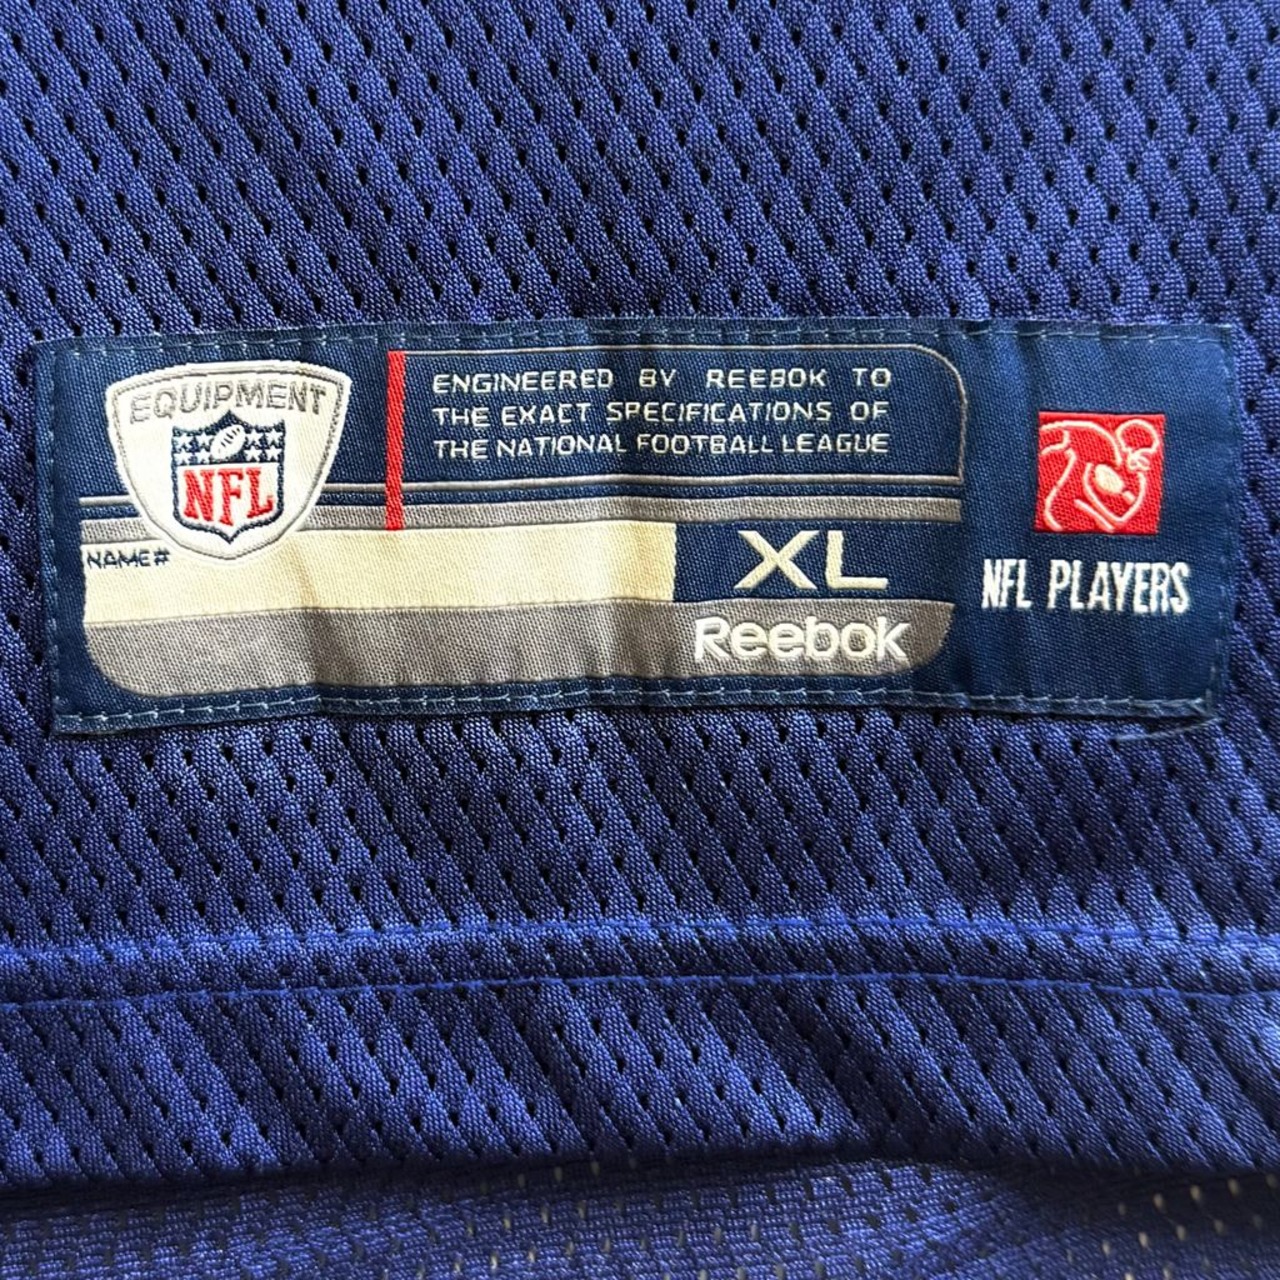 EQUIPMENT
NFL
ENGINEERED BY REEBOK TO
THE EXACT SPECIFICATIONS OF
THE NATIONAL FOOTBALL LEAGUE
NAME#
XL
Reebok
NFL PLAYERS